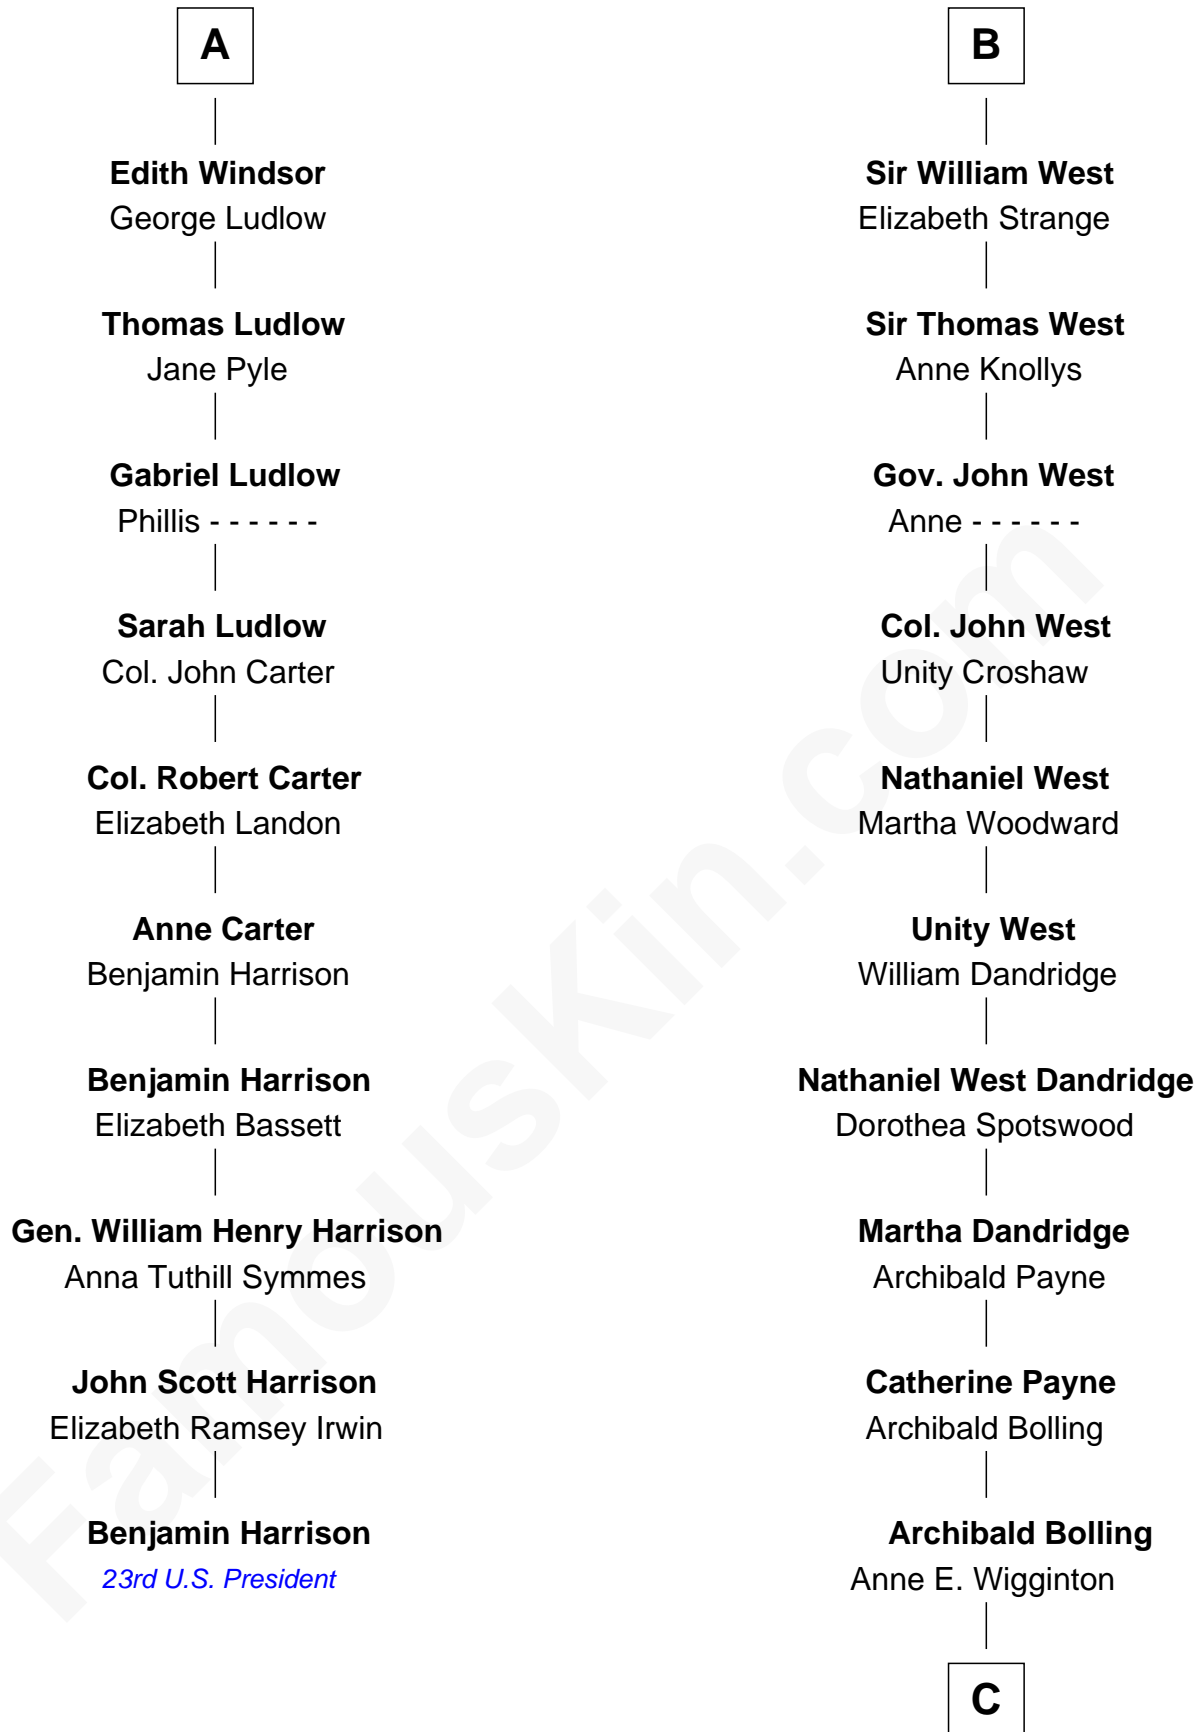 A
Edith Windsor
George Ludlow
Thomas Ludlow
Jane Pyle
Gabriel Ludlow
Phillis - - - - - -
Sarah Ludlow
Col. John Carter
Col. Robert Carter
Elizabeth Landon
Anne Carter
Benjamin Harrison
Benjamin Harrison
Elizabeth Bassett
Gen. William Henry Harrison
Anna Tuthill Symmes
John Scott Harrison
Elizabeth Ramsey Irwin
Benjamin Harrison
23rd U.S. President
B
Sir William West
Elizabeth Strange
Sir Thomas West
Anne Knollys
Gov. John West
Anne - - - - - -
Col. John West
Unity Croshaw
Nathaniel West
Martha Woodward
Unity West
William Dandridge
Nathaniel West Dandridge
Dorothea Spotswood
Martha Dandridge
Archibald Payne
Catherine Payne
Archibald Bolling
Archibald Bolling
Anne E. Wigginton
C
FamousKin.com